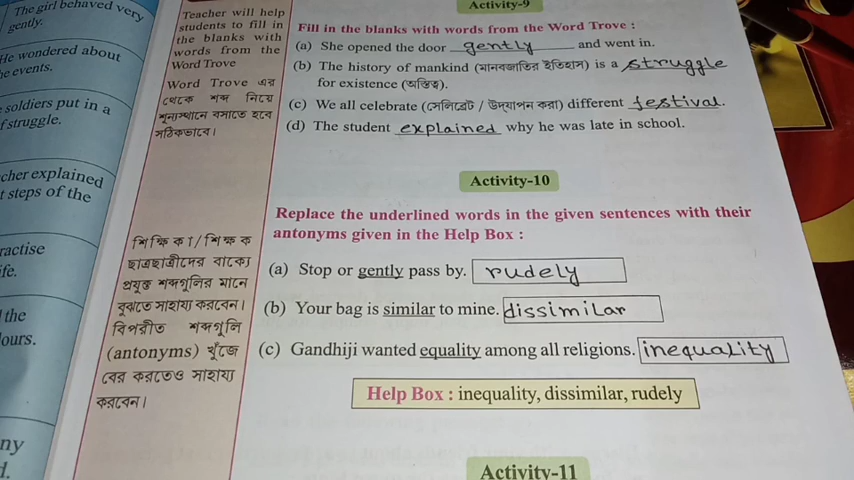 The girl behaved very
gently.
He wondered about
he events.
soldiers put in a
f struggle.
cher explained
t steps of the
ractise
ife.
the
ours.
ny
d.
Teacher will help
students to fill in
the blanks with
words from the
Word Trove
Word Trove এর
থেকে শব্দ নিয়ে
শূন্যস্থানে বসাতে হবে
সঠিকভাবে।
শিক্ষিকা/শিক্ষক
ছাত্রছাত্রীদের বাক্যে
প্রযুক্ত শব্দগুলির মানে
বুঝতে সাহায্য করবেন।
বিপরীত শব্দগুলি
(antonyms) খুঁজে
বের করতেও সাহায্য
করবেন।
Activity-9
Fill in the blanks with words from the Word Trove :
(a) She opened the door gently and went in.
(b) The history of mankind (মানবজাতির ইতিহাস) is a struggle
for existence (অস্তিত্ব).
(c) We all celebrate (সেলিব্রেট / উদ্‌যাপন করা) different festival.
(d) The student explained why he was late in school.
Activity-10
Replace the underlined words in the given sentences with their
antonyms given in the Help Box :
(a) Stop or gently pass by. rudely
(b) Your bag is similar to mine. dissimilar
(c) Gandhiji wanted equality among all religions. inequality
Help Box : inequality, dissimilar, rudely
Activity-11